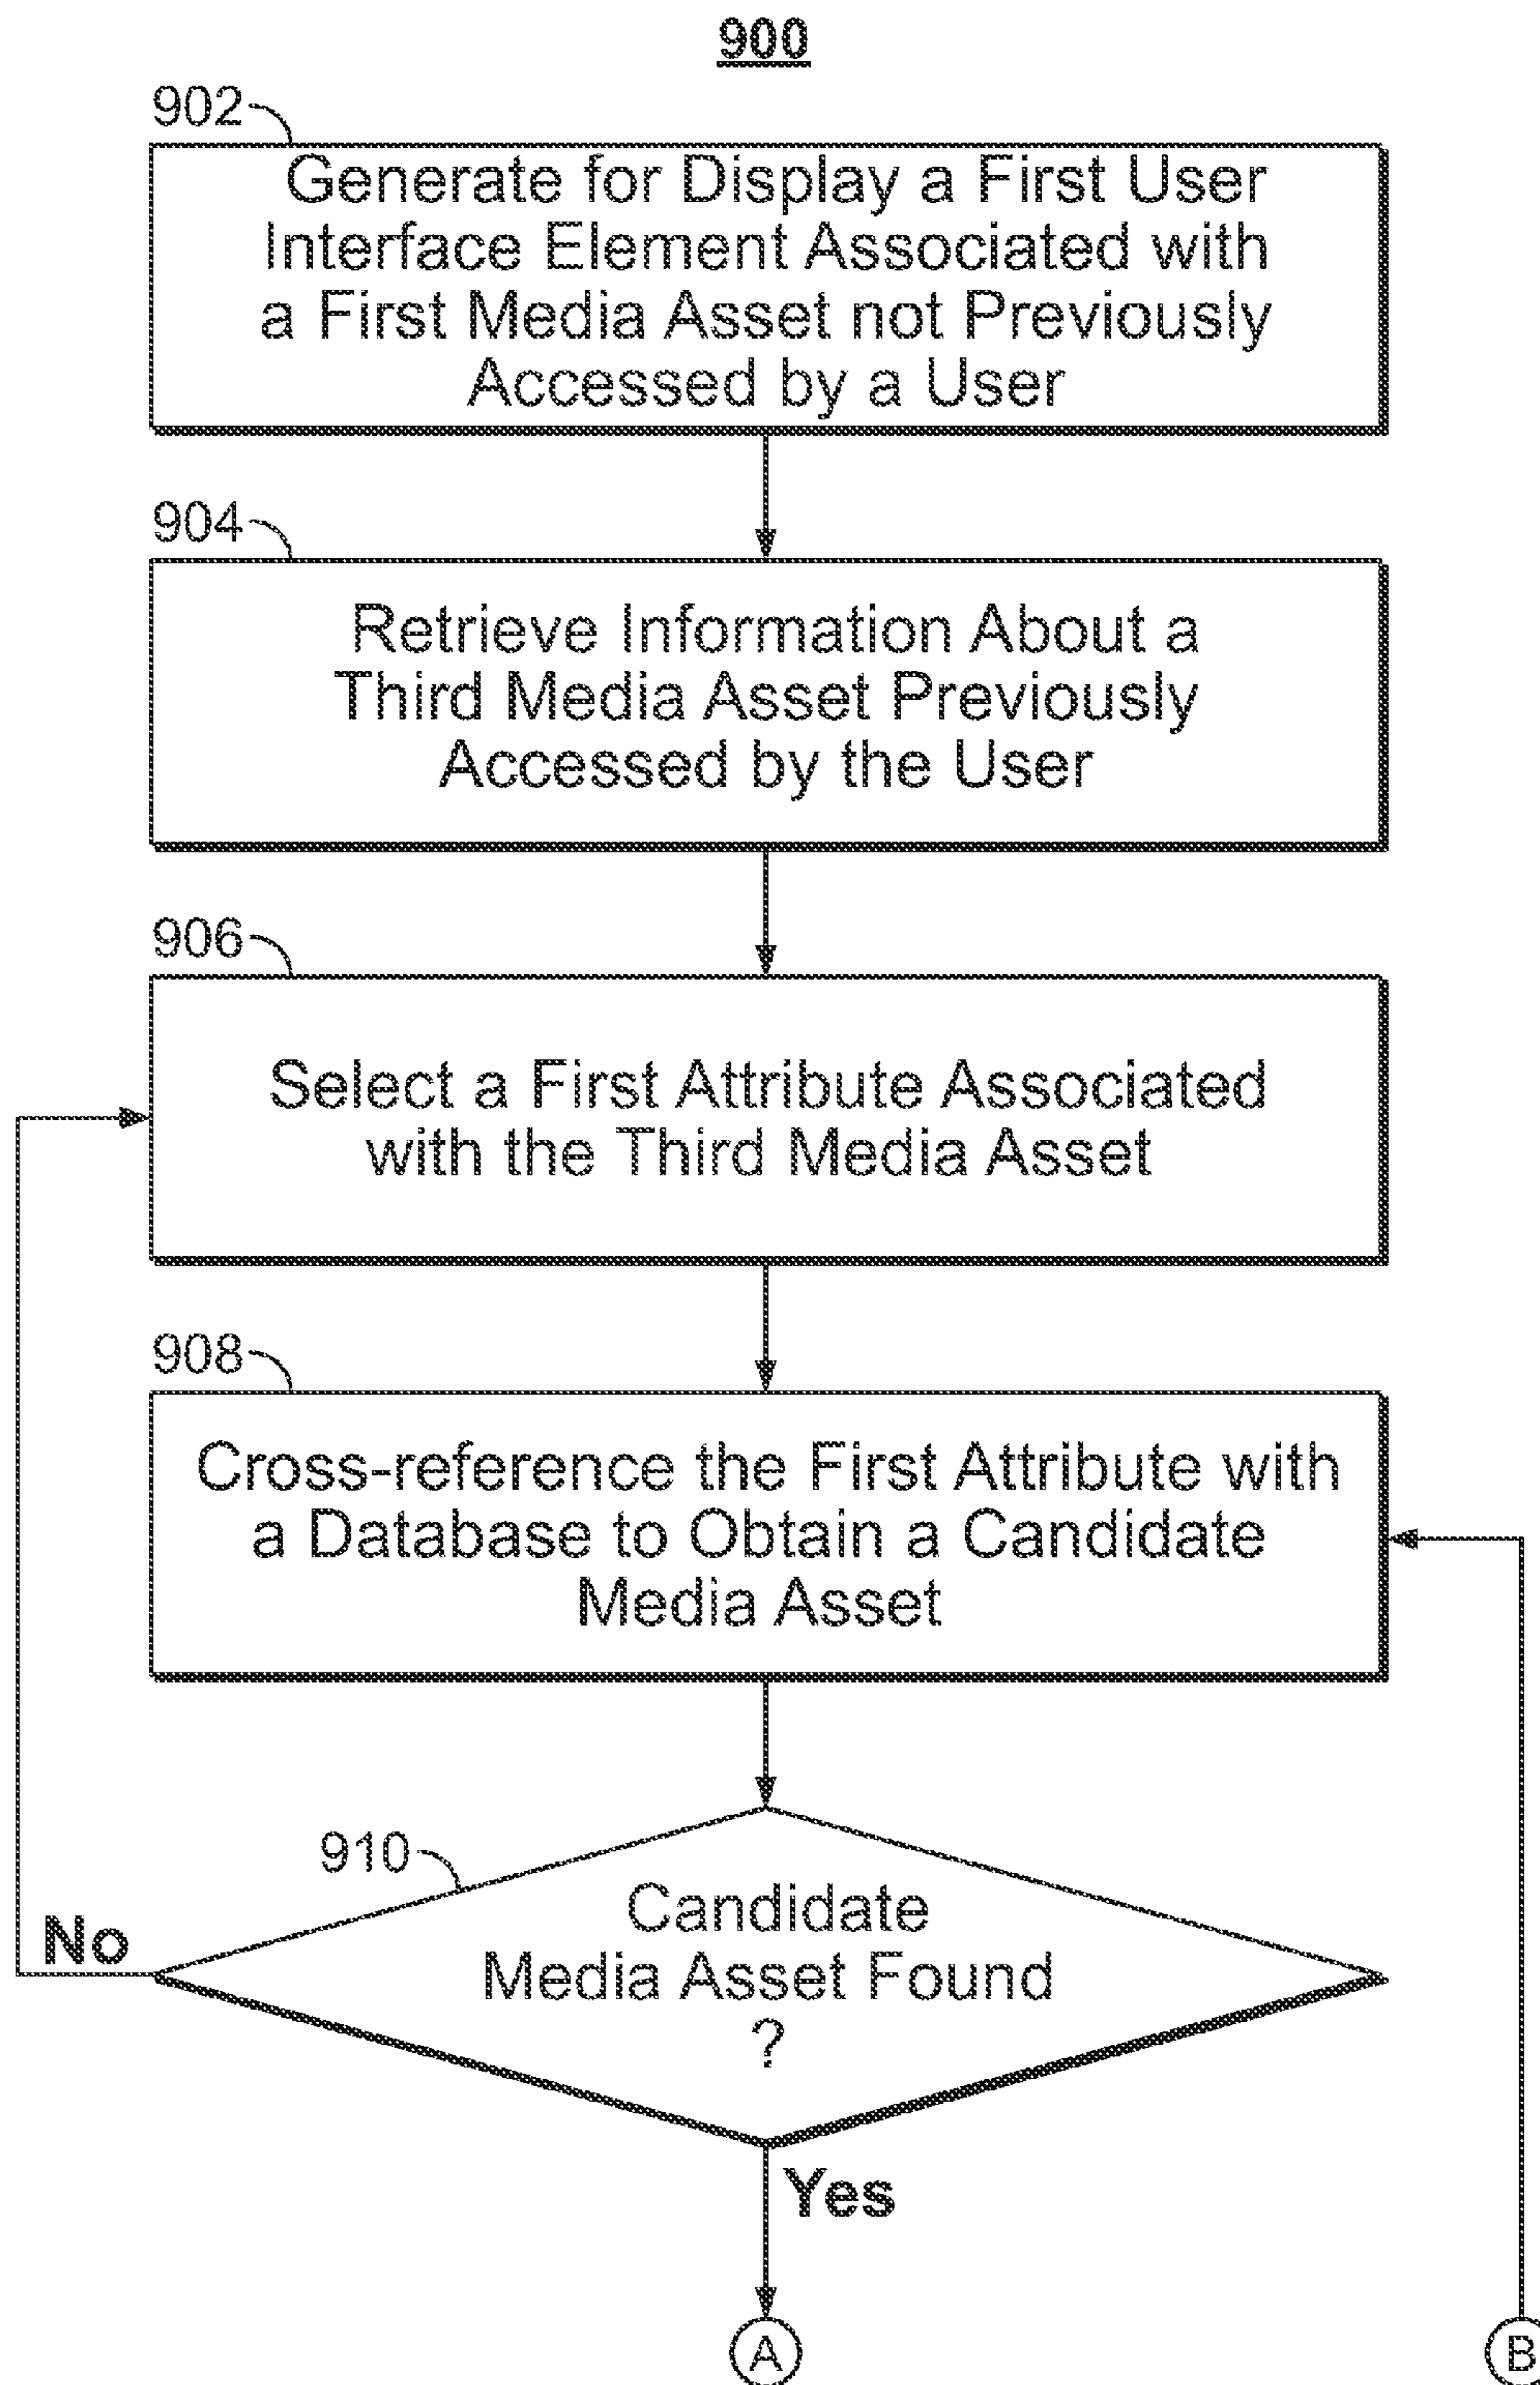 900
902
Generate for Display a First User
Interface Element Associated with
a First Media Asset not Previously
Accessed by a User
904
Retrieve Information About a
Third Media Asset Previously
Accessed by the User
906
Select a First Attribute Associated
with the Third Media Asset
908
Cross-reference the First Attribute with
a Database to Obtain a Candidate
Media Asset
910
Candidate
Media Asset Found
?
No
Yes
A
B